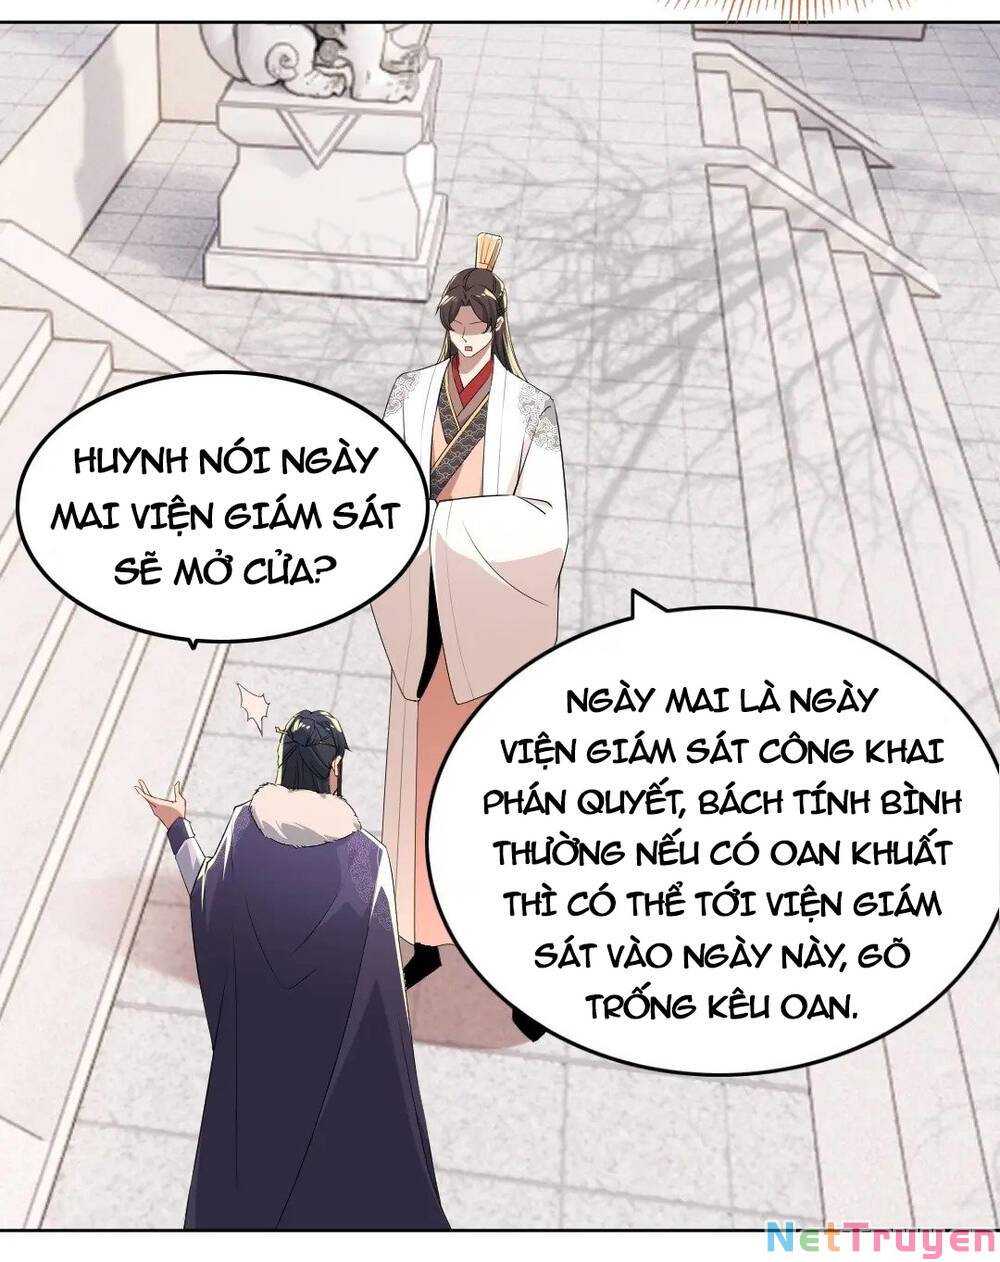 HUYNH NÓI NGÀY
MAI VIỆN GIÁM SÁT
SẼ MỞ CỬA?
NGÀY MAI LÀ NGÀY
VIỆN GIÁM SÁT CÔNG KHAI
PHÁN QUYẾT, BÁCH TÍNH BÌNH
THƯỜNG NẾU CÓ OAN KHUẤT
THÌ CÓ THỂ TỚI VIỆN GIÁM
SÁT VÀO NGÀY NÀY, GÕ
TRỐNG KÊU OAN.
NetTruyen